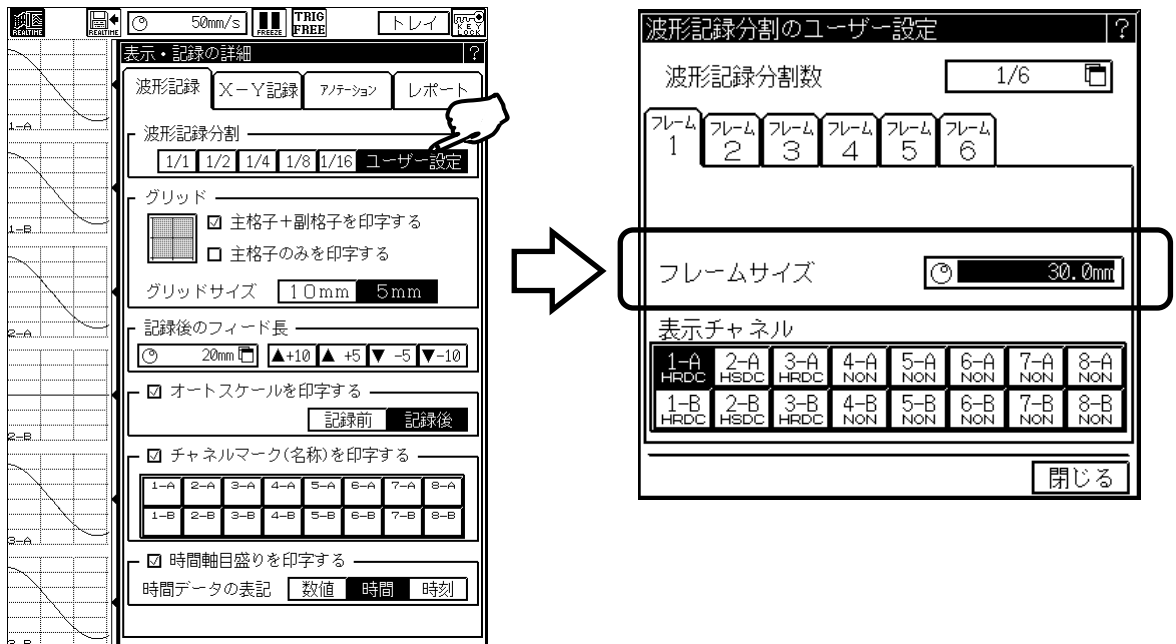 REALTIME
REALTIME
50mm/s
FREEZE
TRIG
FREE
トレイ
KEY
LOCK
表示・記録の詳細
?
波形記録
X-Y記録
アノテーション
レポート
波形記録分割
1/1 1/2 1/4 1/8 1/16 ユーザー設定
グリッド
☑ 主格子+副格子を印字する
□ 主格子のみを印字する
グリッドサイズ 10mm 5mm
記録後のフィード長
20mm ▲+10 ▲ +5 ▼ -5 ▼-10
☑ オートスケールを印字する
記録前 記録後
☑ チャネルマーク(名称)を印字する
1-A 2-A 3-A 4-A 5-A 6-A 7-A 8-A
1-B 2-B 3-B 4-B 5-B 6-B 7-B 8-B
☑ 時間軸目盛りを印字する
時間データの表記 数値 時間 時刻
1-A
1-B
2-A
2-B
3-A
3-B
波形記録分割のユーザー設定 ?
波形記録分割数 1/6
フレーム フレーム フレーム フレーム フレーム フレーム
1 2 3 4 5 6
フレームサイズ 30.0mm
表示チャネル
1-A 2-A 3-A 4-A 5-A 6-A 7-A 8-A
HRDC HSDC HRDC NON NON NON NON NON
1-B 2-B 3-B 4-B 5-B 6-B 7-B 8-B
HRDC HSDC HRDC NON NON NON NON NON
閉じる